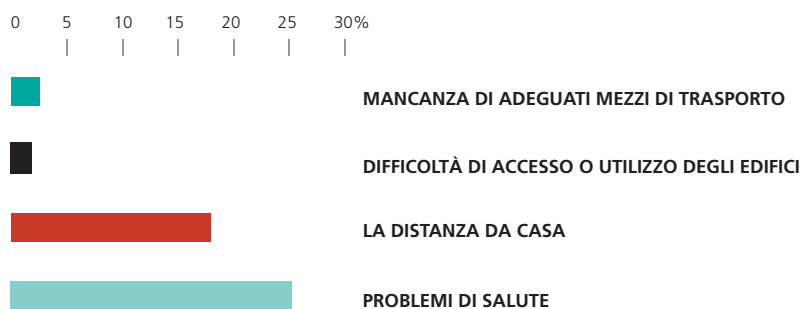 0 5 10 15 20 25 30%
MANCANZA DI ADEGUATI MEZZI DI TRASPORTO
DIFFICOLTÀ DI ACCESSO O UTILIZZO DEGLI EDIFICI
LA DISTANZA DA CASA
PROBLEMI DI SALUTE